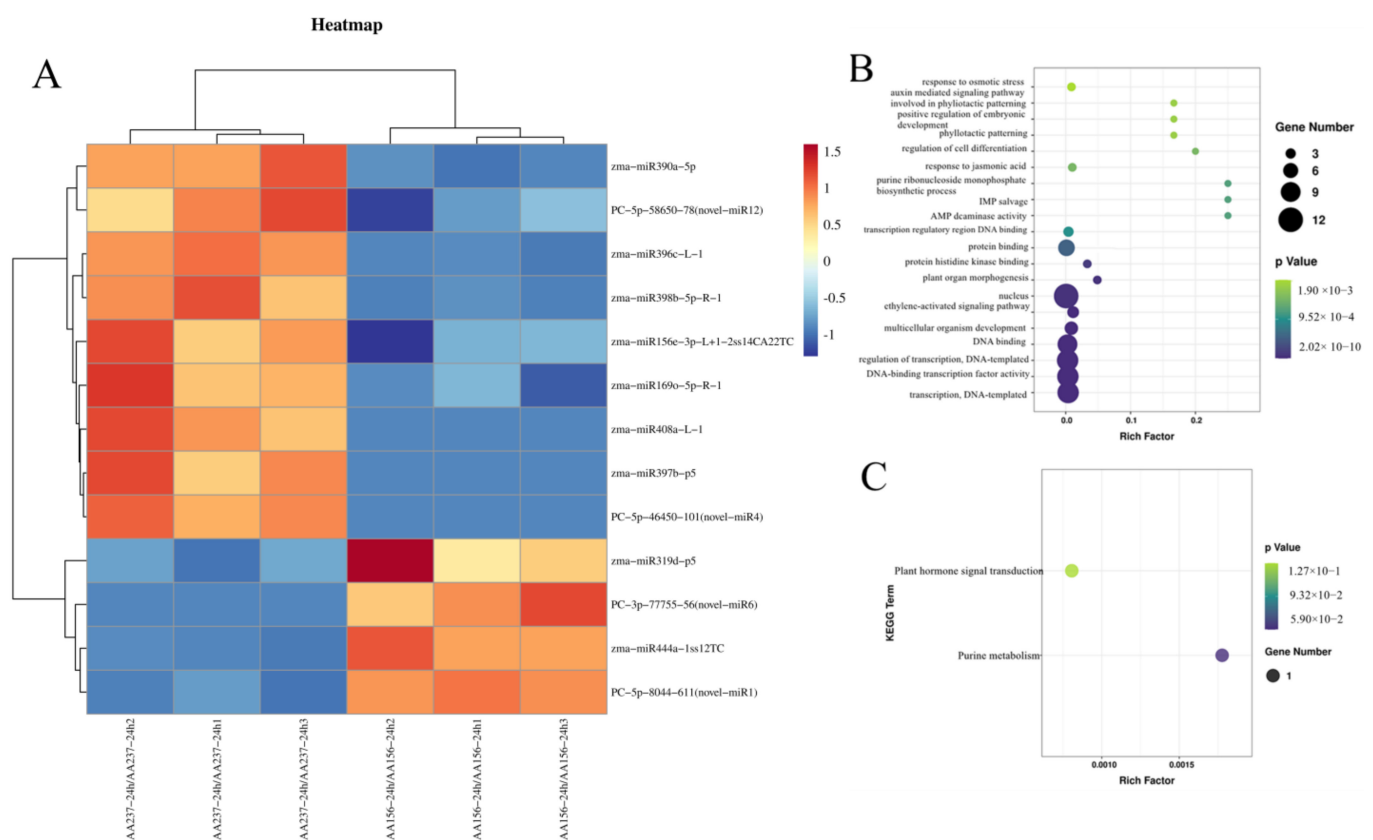 Heatmap
A
1.5
1
0.5
0
-0.5
-1
zma−miR390a−5p
PC−5p−58650−78(novel−miR12)
zma−miR396c−L−1
zma−miR398b−5p−R−1
zma−miR156e−3p−L+1−2ss14CA22TC
zma−miR169o−5p−R−1
zma−miR408a−L−1
zma−miR397b−p5
PC−5p−46450−101(novel−miR4)
zma−miR319d−p5
PC−3p−77755−56(novel−miR6)
zma−miR444a−1ss12TC
PC−5p−8044−611(novel−miR1)
AA237−24h/AA237−24h2
AA237−24h/AA237−24h1
AA237−24h/AA237−24h3
AA156−24h/AA156−24h2
AA156−24h/AA156−24h1
AA156−24h/AA156−24h3
B
response to osmotic stress
auxin mediated signaling pathway
involvod in phyliotactic patterning
positive regulation of embryonic
development
phyllotactic patterning
regulation of cell differentiation
response to jasmonic acid
purine ribonucleoside monophosphate
biosynthetic process
IMP salvage
AMP dcaminase activity
transcription regulatory region DNA binding
protein binding
protein histidine kinase binding
plant organ morphogenesis
nucleus
ethylene-activated signaling pathway
multicellular organism development
DNA binding
regulation of transcription, DNA-templated
DNA-binding transcription factor activity
transcription, DNA-templated
0.0
0.1
0.2
Rich Factor
Gene Number
3
6
9
12
p Value
1.90 ×10−3
9.52× 10−4
2.02× 10−10
C
KEGG Term
Plant hormone signal transduction
Purine metabolism
0.0010
0.0015
Rich Factor
p Value
1.27×10−1
9.32×10−2
5.90×10−2
Gene Number
1